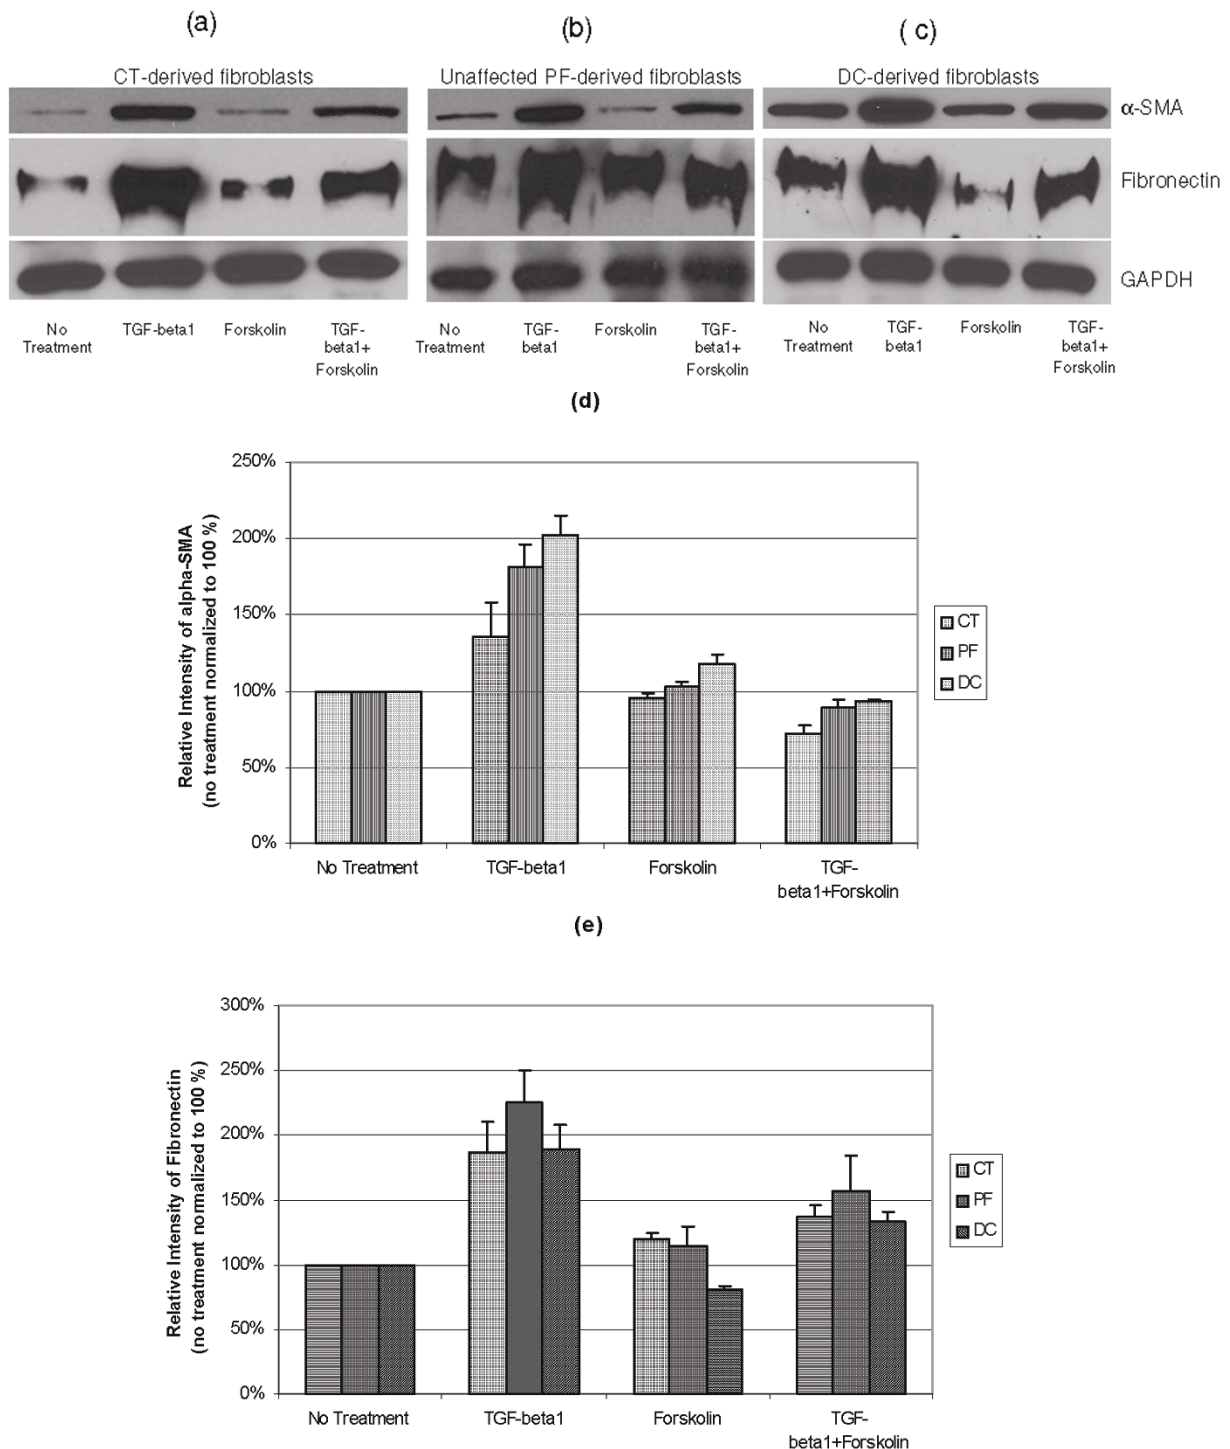 (a)
(b)
( c)
CT-derived fibroblasts
Unaffected PF-derived fibroblasts
DC-derived fibroblasts
α-SMA
Fibronectin
GAPDH
No Treatment
TGF-beta1
Forskolin
TGF-beta1+ Forskolin
No Treatment
TGF-beta1
Forskolin
TGF-beta1+ Forskolin
No Treatment
TGF-beta1
Forskolin
TGF-beta1+ Forskolin
(d)
Relative Intensity of alpha-SMA
(no treatment normalized to 100 %)
250%
200%
150%
100%
50%
0%
No Treatment
TGF-beta1
Forskolin
TGF-
beta1+Forskolin
CT
PF
DC
(e)
Relative Intensity of Fibronectin
(no treatment normalized to 100 %)
300%
250%
200%
150%
100%
50%
0%
No Treatment
TGF-beta1
Forskolin
TGF-
beta1+Forskolin
CT
PF
DC